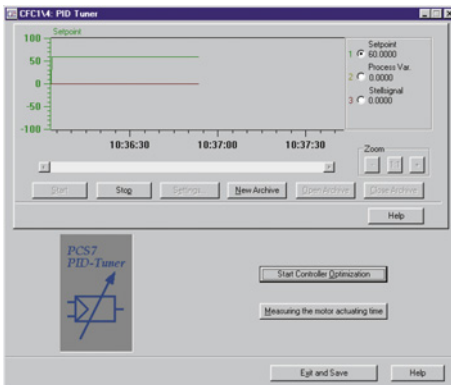 CFC1\4: PID Tuner
Setpoint
100
50
0
-50
-100
10:36:30 10:37:00 10:37:30
Setpoint
1 60.0000
Process Var.
2 0.0000
Stellsignal
3 0.0000
Zoom
- 1:1 +
Start Stop Settings... New Archive Open Archive Close Archive
Help
PCS7
PID-Tuner
Start Controller Optimization
Measuring the motor actuating time
Exit and Save Help